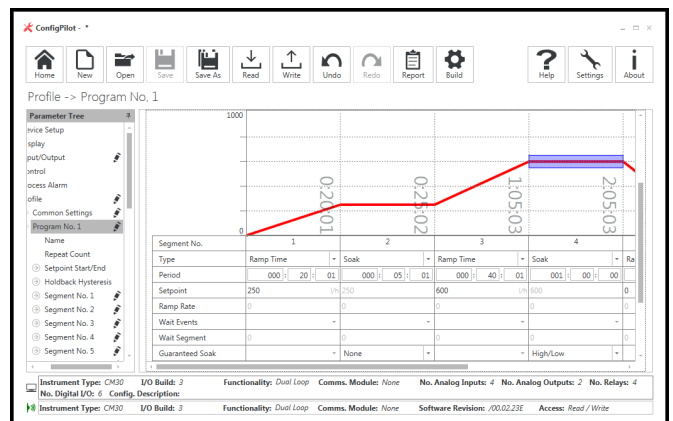 ConfigPilot - *
Home New Open Save Save As Read Write Undo Redo Report Build Help Settings About
Profile -> Program No, 1
Parameter Tree
evice Setup
splay
put/Output
ontrol
ocess Alarm
ofile
Common Settings
Program No. 1
Name
Repeat Count
Setpoint Start/End
Holdback Hysteresis
Segment No. 1
Segment No. 2
Segment No. 3
Segment No. 4
Segment No. 5
1000
0
0:20:01 0:25:02 1:05:03 2:05:03
Segment No. 1 2 3 4
Type Ramp Time Soak Ramp Time Soak Ra
Period 000 : 20 : 01 000 : 05 : 01 000 : 40 : 01 001 : 00 : 00
Setpoint 250 l/h 250 600 l/h 600 0
Ramp Rate 0 0 0 0 0
Wait Events
Wait Segment 0 0 0 0 0
Guaranteed Soak None High/Low
Instrument Type: CM30 I/O Build: 3 Functionality: Dual Loop Comms. Module: None No. Analog Inputs: 4 No. Analog Outputs: 2 No. Relays: 4
No. Digital I/O: 6 Config. Description:
Instrument Type: CM30 I/O Build: 3 Functionality: Dual Loop Comms. Module: None Software Revision: /00.02.23E Access: Read / Write